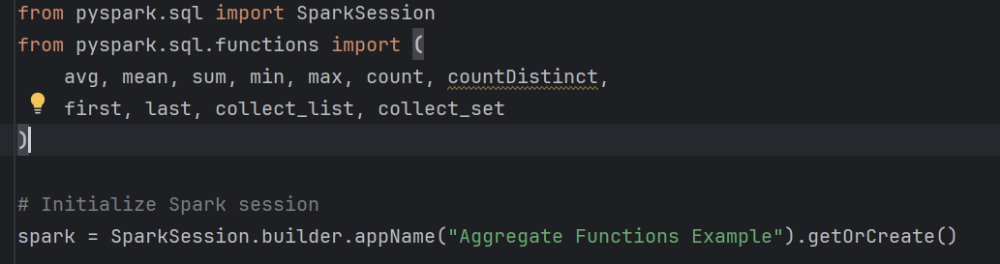 from pyspark.sql import SparkSession
from pyspark.sql.functions import (
    avg, mean, sum, min, max, count, countDistinct,
    first, last, collect_list, collect_set
)
# Initialize Spark session
spark = SparkSession.builder.appName("Aggregate Functions Example").getOrCreate()